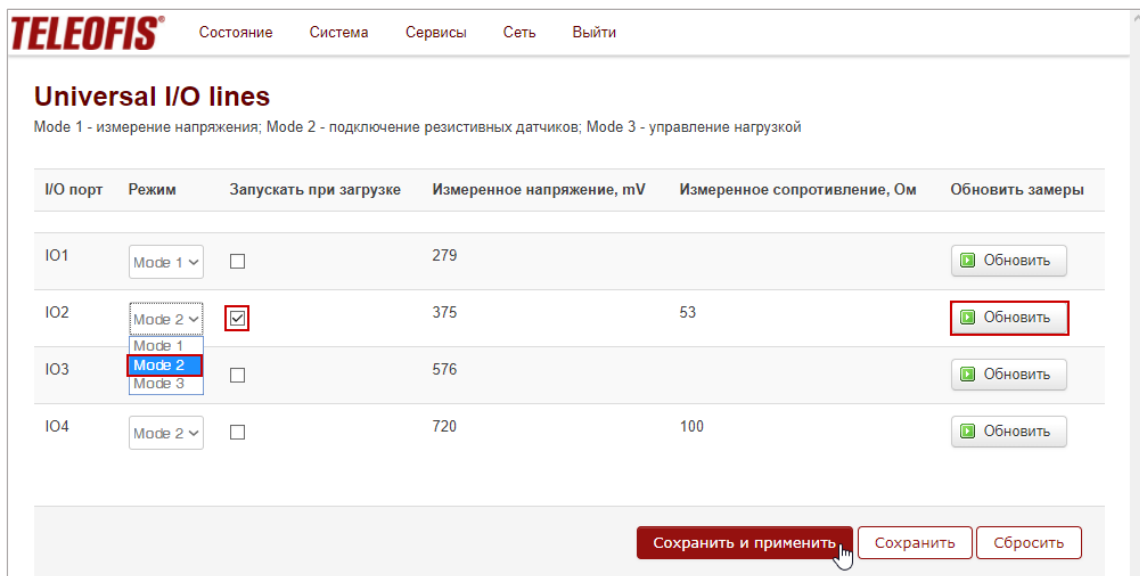 TELEOFIS® Состояние Система Сервисы Сеть Выйти
Universal I/O lines
Mode 1 - измерение напряжения; Mode 2 - подключение резистивных датчиков; Mode 3 - управление нагрузкой
I/O порт Режим Запускать при загрузке Измеренное напряжение, mV Измеренное сопротивление, Ом Обновить замеры
IO1 Mode 1 279 Обновить
IO2 Mode 2 375 53 Обновить
Mode 1
Mode 2
Mode 3
IO3 576 Обновить
IO4 Mode 2 720 100 Обновить
Сохранить и применить Сохранить Сбросить